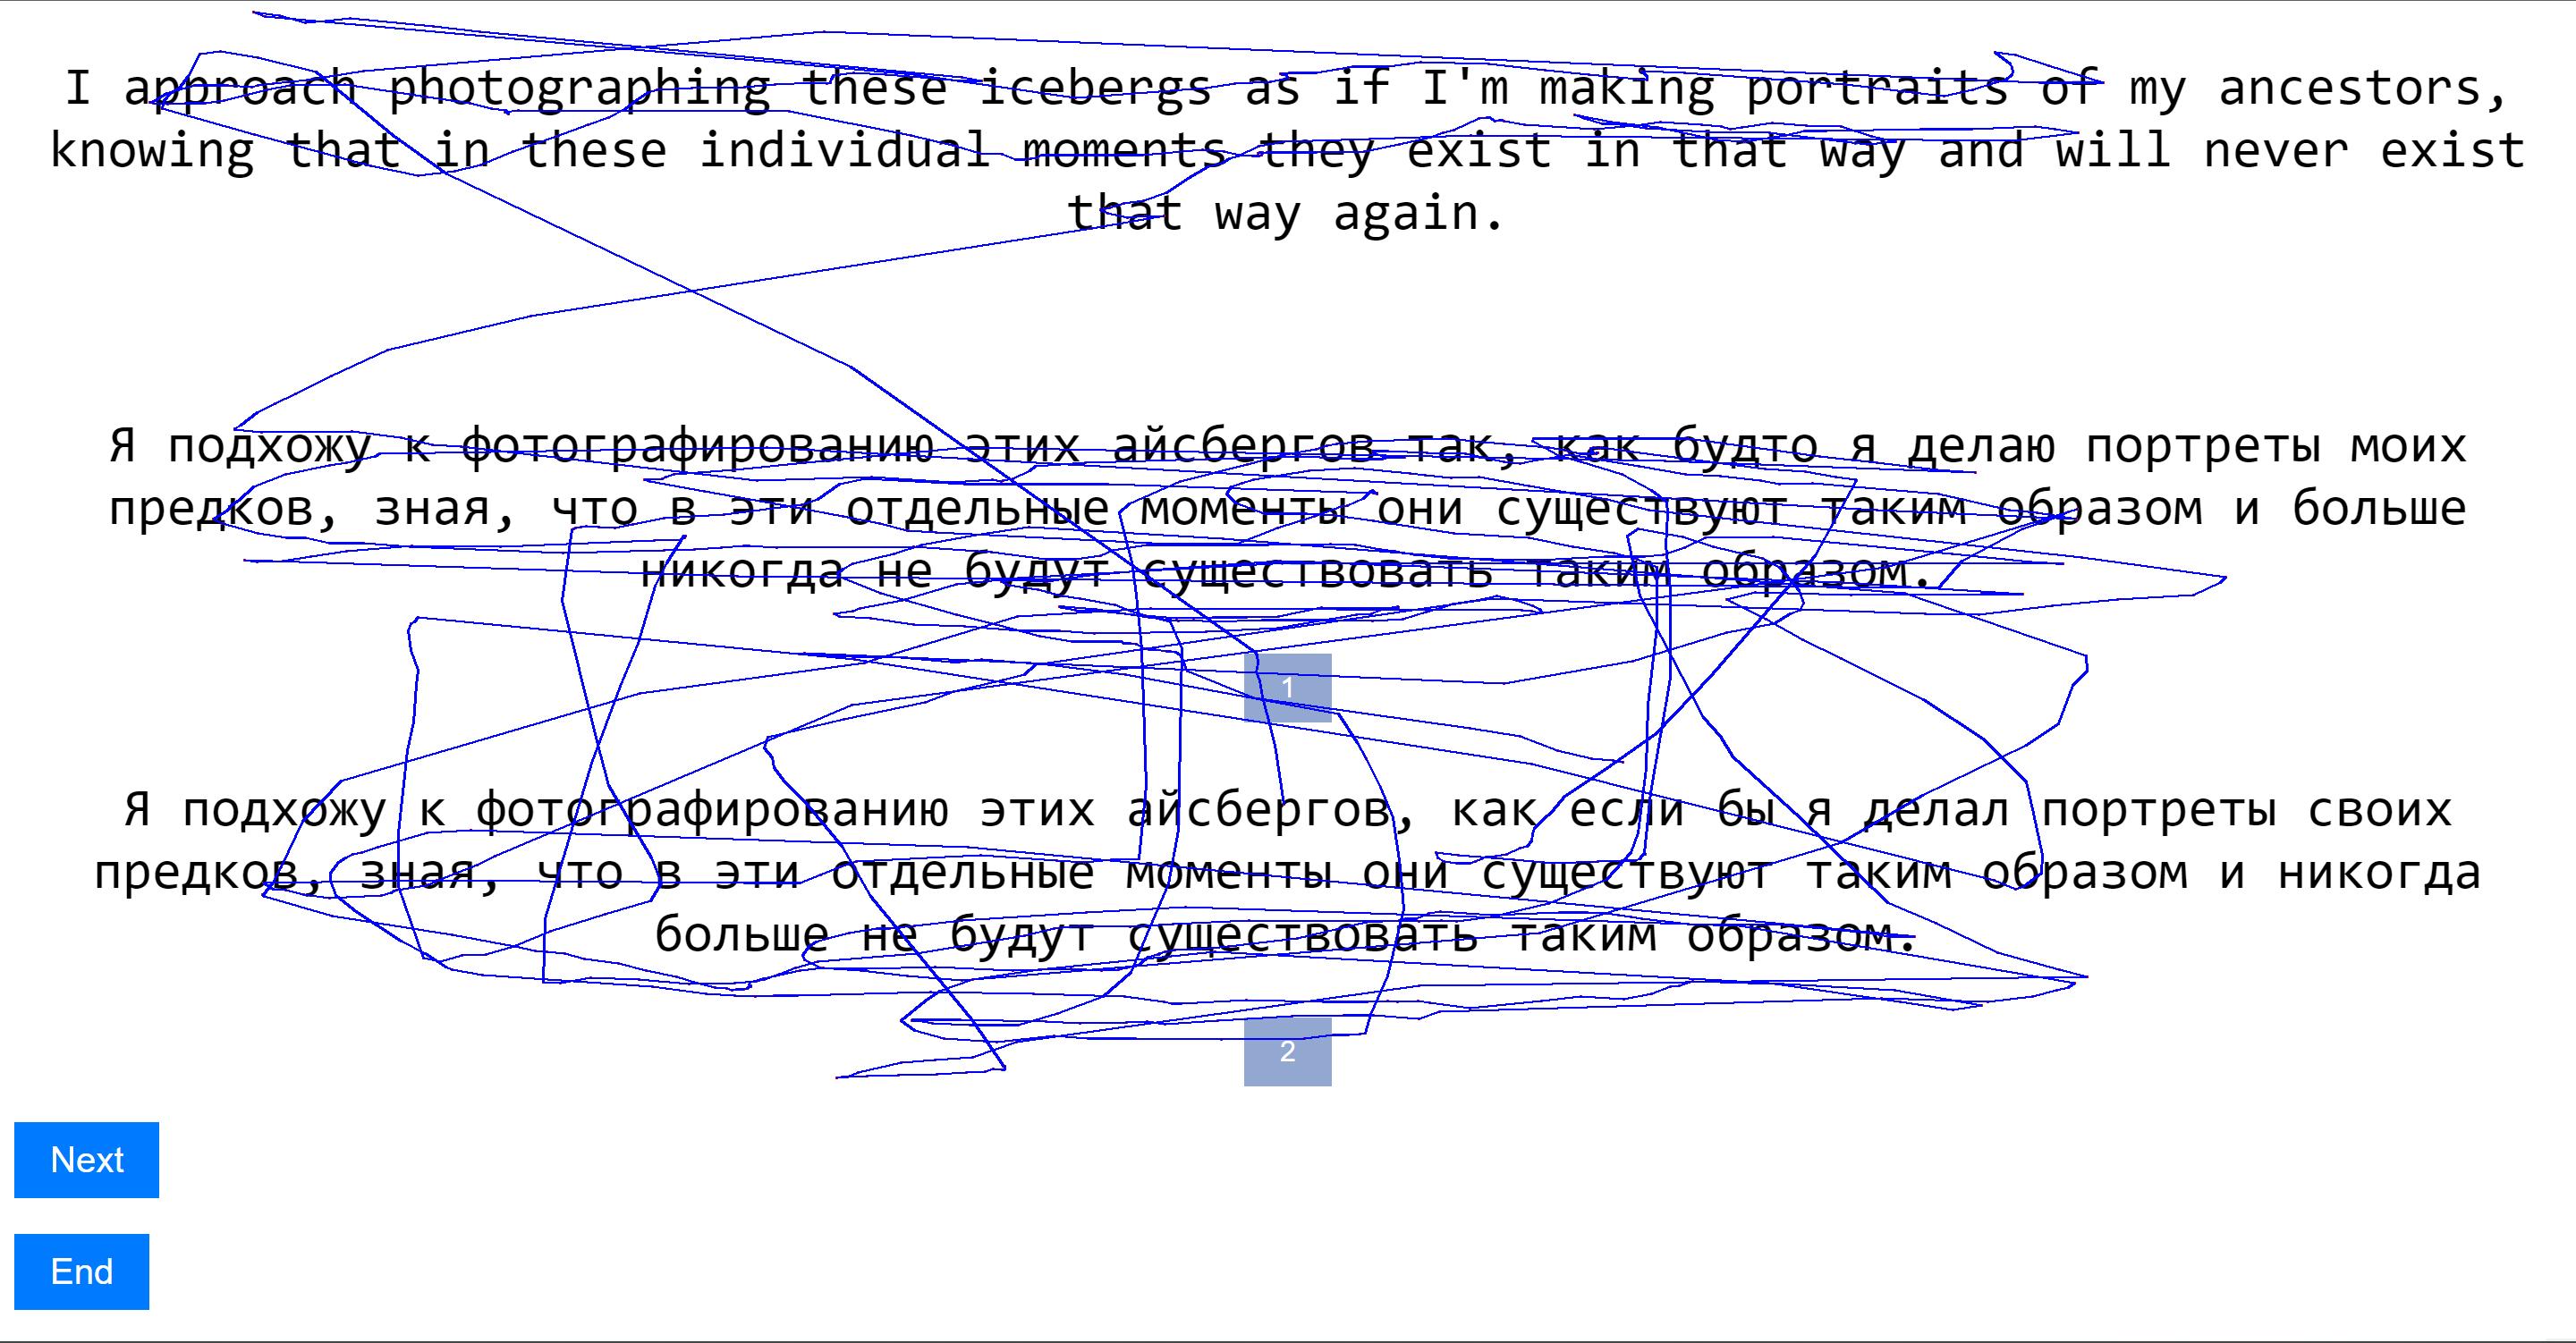 I approach photographing these icebergs as if I'm making portraits of my ancestors,
knowing that in these individual moments they exist in that way and will never exist
that way again.
Я подхожу к фотографированию этих айсбергов так, как будто я делаю портреты моих
предков, зная, что в эти отдельные моменты они существуют таким образом и больше
никогда не будут существовать таким образом.
1
Я подхожу к фотографированию этих айсбергов, как если бы я делал портреты своих
предков, зная, что в эти отдельные моменты они существуют таким образом и никогда
больше не будут существовать таким образом.
2
Next
End